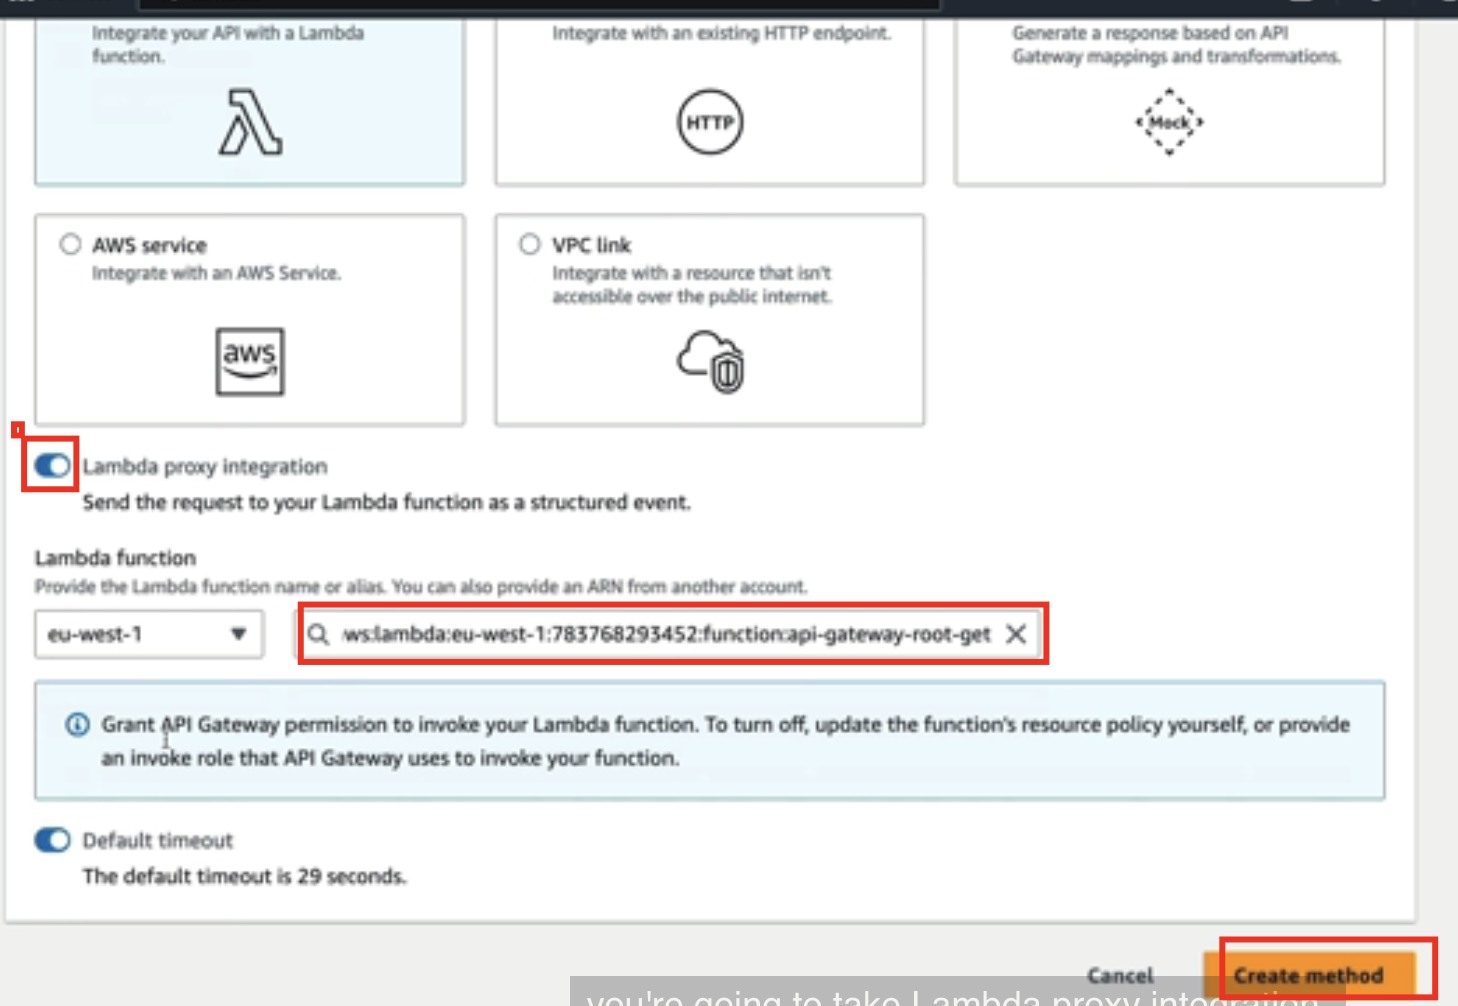 Integrate your API with a Lambda
function.
Integrate with an existing HTTP endpoint.
Generate a response based on API
Gateway mappings and transformations.
HTTP
Mock
AWS service
Integrate with an AWS Service.
aws
VPC link
Integrate with a resource that isn't
accessible over the public internet.
Lambda proxy integration
Send the request to your Lambda function as a structured event.
Lambda function
Provide the Lambda function name or alias. You can also provide an ARN from another account.
eu-west-1
ws:lambda:eu-west-1:783768293452:function:api-gateway-root-get
Grant API Gateway permission to invoke your Lambda function. To turn off, update the function's resource policy yourself, or provide
an invoke role that API Gateway uses to invoke your function.
Default timeout
The default timeout is 29 seconds.
Cancel
Create method
you're going to take Lambda proxy integration